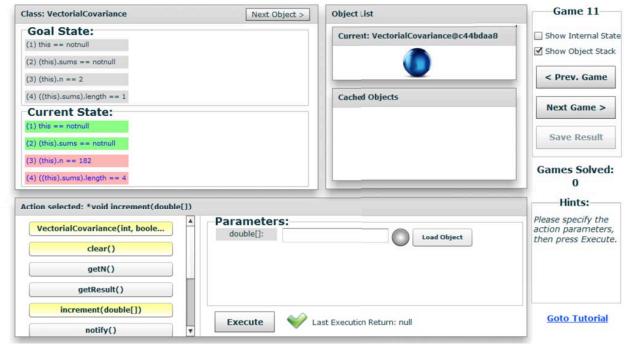 Class: VectorialCovariance
Next Object >
Goal State:
(1) this == notnull
(2) (this).sums == notnull
(3) (this).n == 2
(4) ((this).sums).length == 1
Current State:
(1) this == notnull
(2) (this).sums == notnull
(3) (this).n == 182
(4) ((this).sums).length == 4
Object List
Current: VectorialCovariance@c44bdaa8
Cached Objects
Game 11
Show Internal State
Show Object Stack
< Prev. Game
Next Game >
Save Result
Games Solved:
0
Hints:
Please specify the
action parameters,
then press Execute.
Goto Tutorial
Action selected: *void increment(double[])
VectorialCovariance(int, boole...
clear()
getN()
getResult()
increment(double[])
notify()
Parameters:
double[]:
Load Object
Execute
Last Execution Return: null